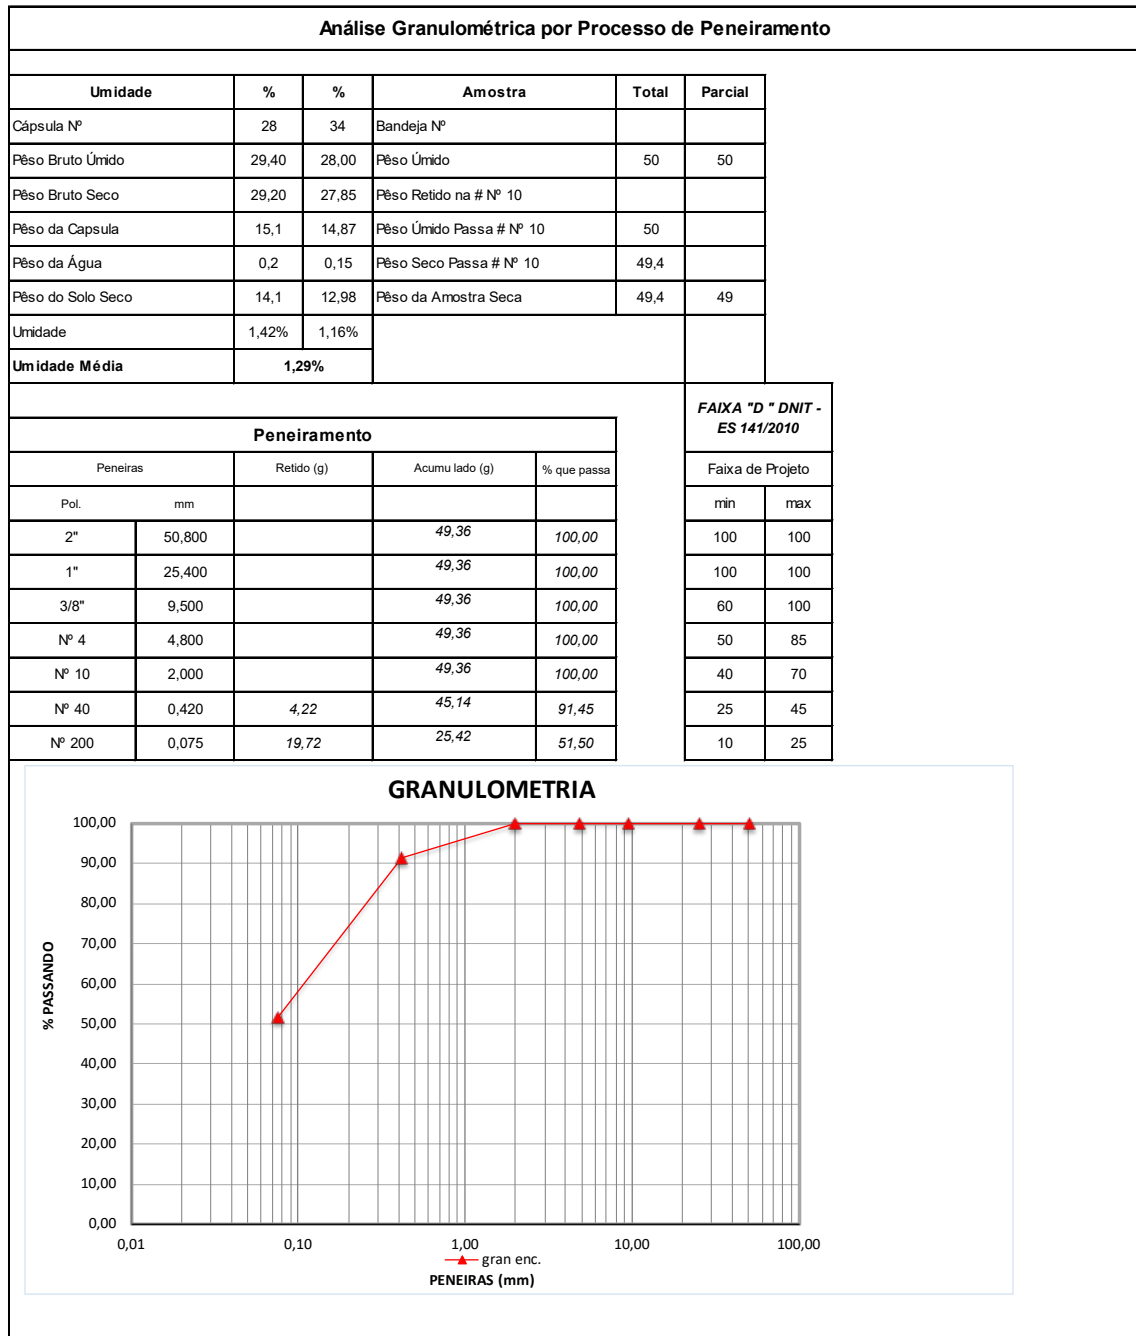 Análise Granulométrica por Processo de Peneiramento
Umidade % % Amostra Total Parcial
Cápsula Nº 28 34 Bandeja Nº
Pêso Bruto Úmido 29,40 28,00 Pêso Úmido 50 50
Pêso Bruto Seco 29,20 27,85 Pêso Retido na # Nº 10
Pêso da Capsula 15,1 14,87 Pêso Úmido Passa # Nº 10 50
Pêso da Água 0,2 0,15 Pêso Seco Passa # Nº 10 49,4
Pêso do Solo Seco 14,1 12,98 Pêso da Amostra Seca 49,4 49
Umidade 1,42% 1,16%
Umidade Média 1,29%
FAIXA "D " DNIT -
ES 141/2010
Peneiramento
Peneiras Retido (g) Acumu lado (g) % que passa Faixa de Projeto
Pol. mm min max
2" 50,800 49,36 100,00 100 100
1" 25,400 49,36 100,00 100 100
3/8" 9,500 49,36 100,00 60 100
Nº 4 4,800 49,36 100,00 50 85
Nº 10 2,000 49,36 100,00 40 70
Nº 40 0,420 4,22 45,14 91,45 25 45
Nº 200 0,075 19,72 25,42 51,50 10 25
GRANULOMETRIA
100,00
90,00
80,00
70,00
60,00
50,00
40,00
30,00
20,00
10,00
0,00
% PASSANDO
0,01 0,10 1,00 10,00 100,00
gran enc.
PENEIRAS (mm)